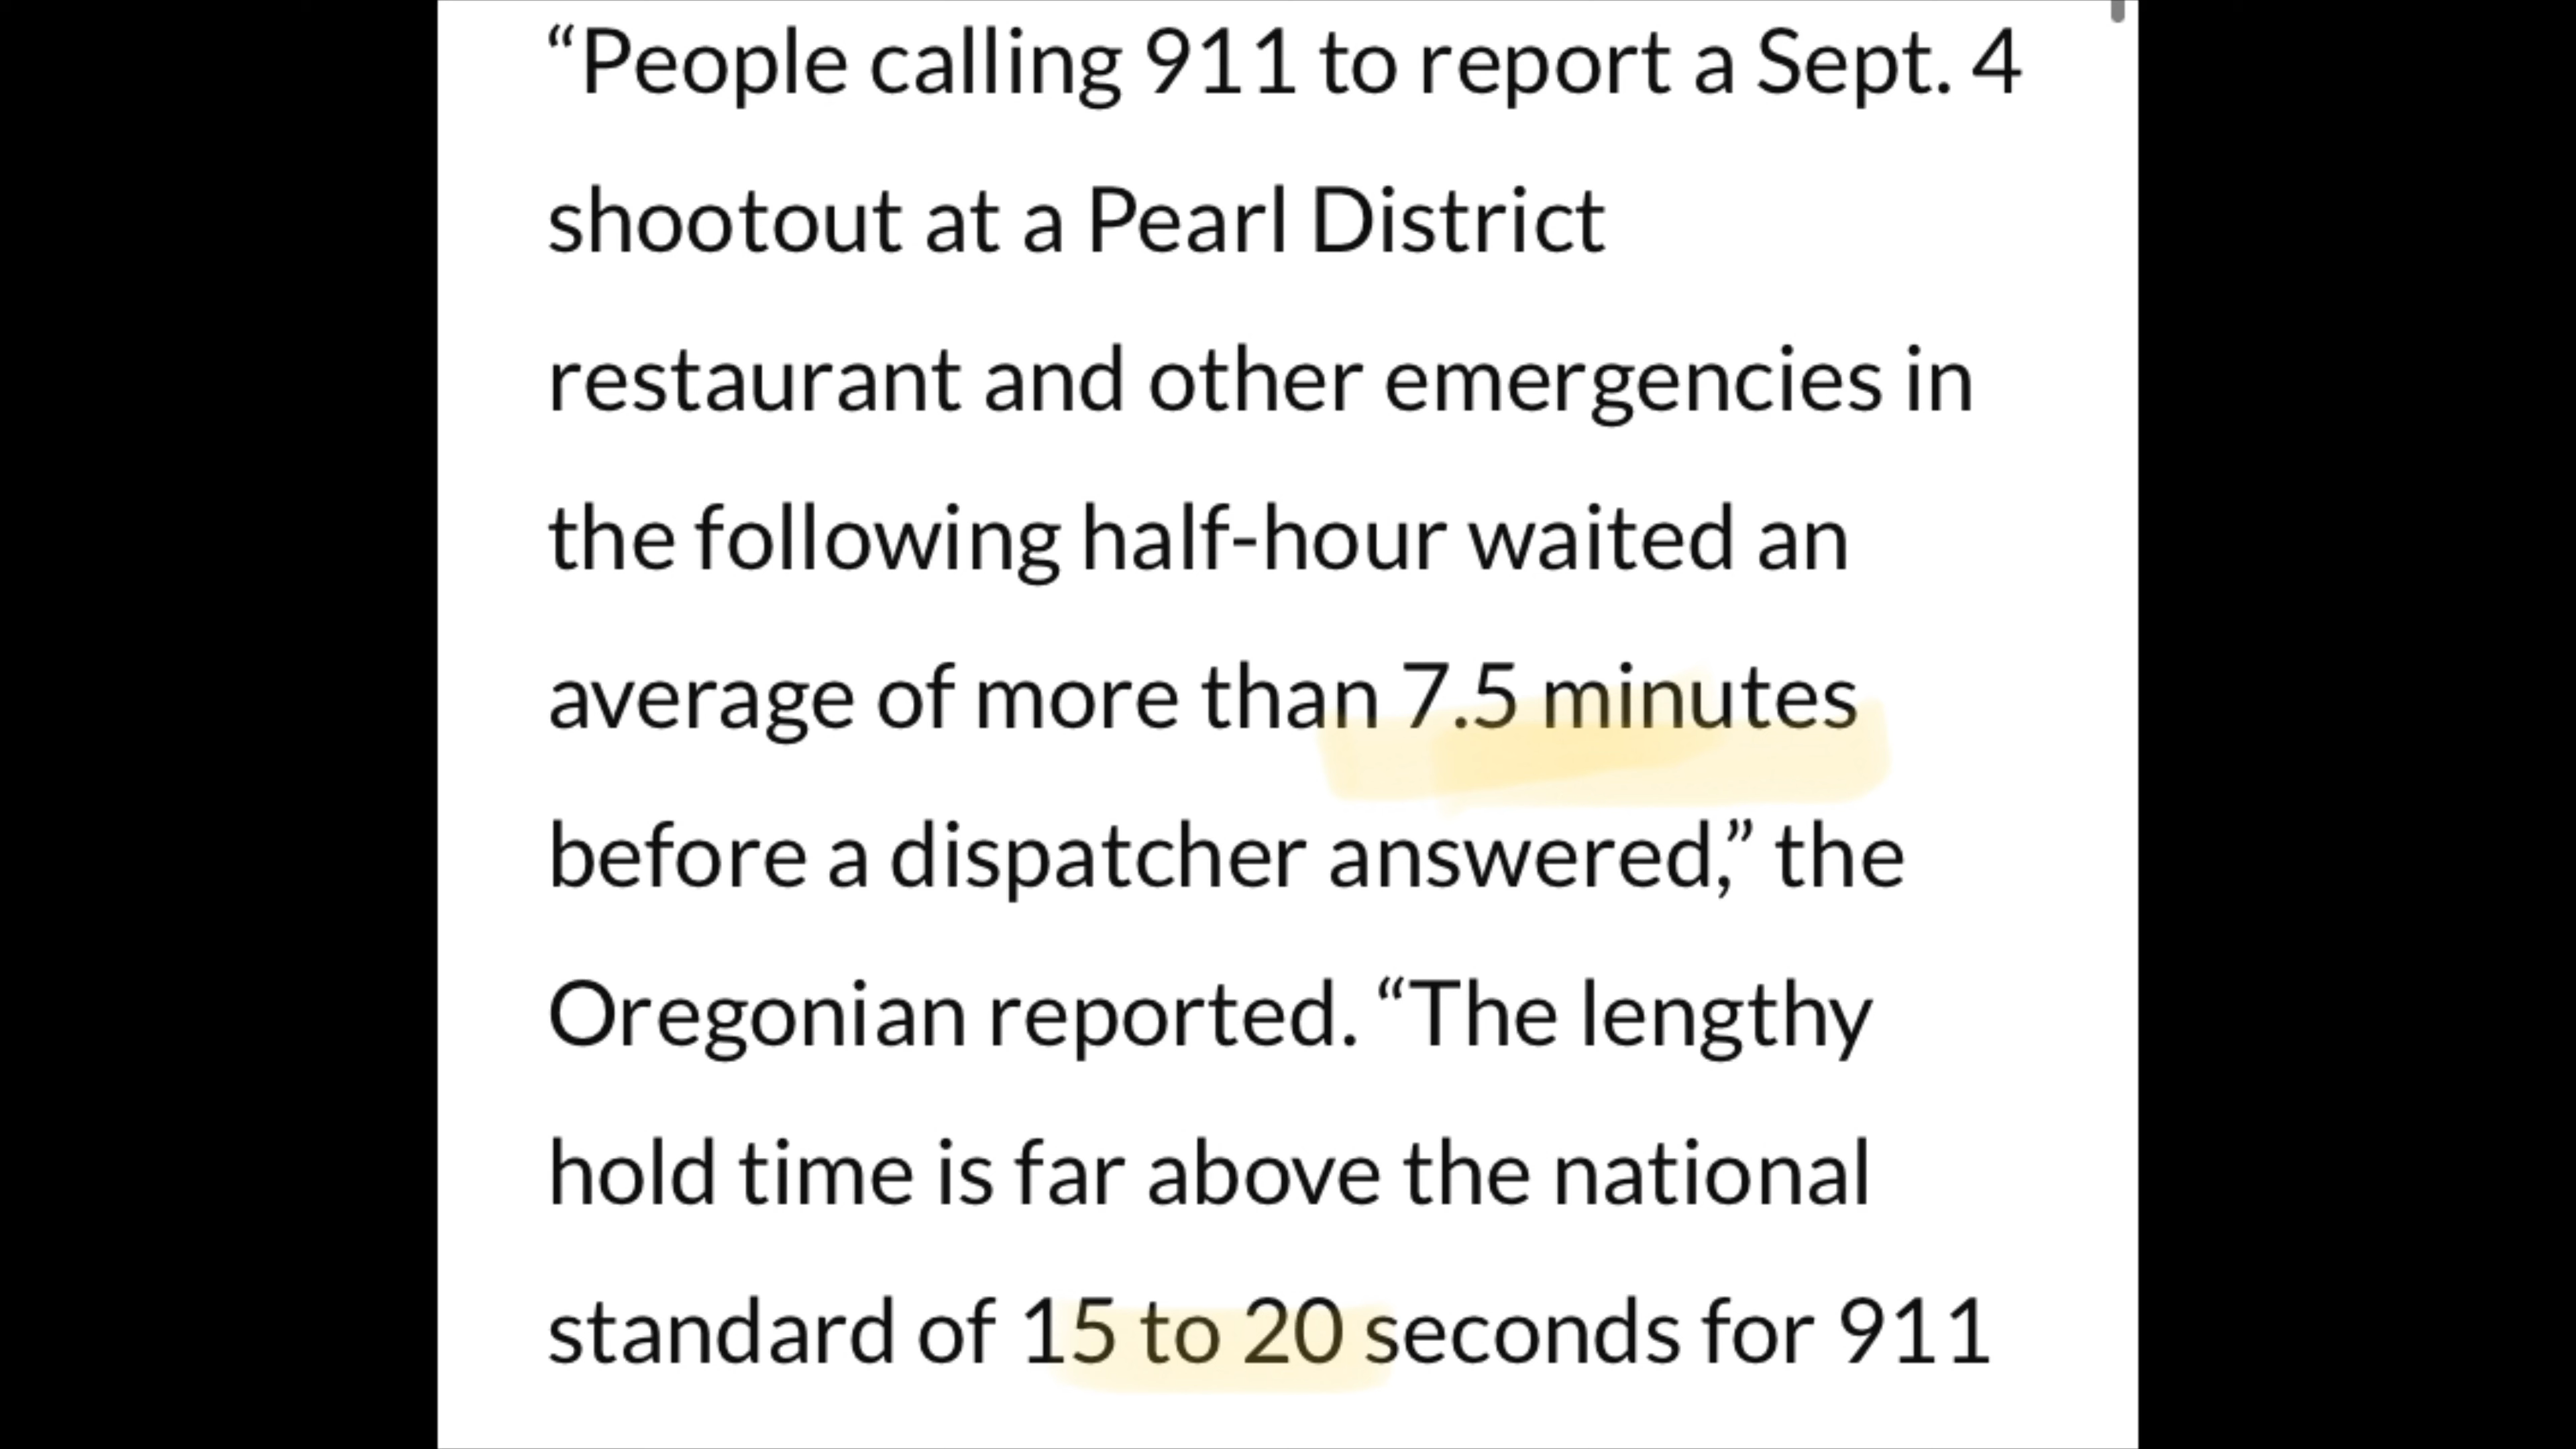 “People calling 911 to report a Sept. 4
shootout at a Pearl District
restaurant and other emergencies in
the following half-hour waited an
average of more than 7.5 minutes
before a dispatcher answered,” the
Oregonian reported. “The lengthy
hold time is far above the national
standard of 15 to 20 seconds for 911